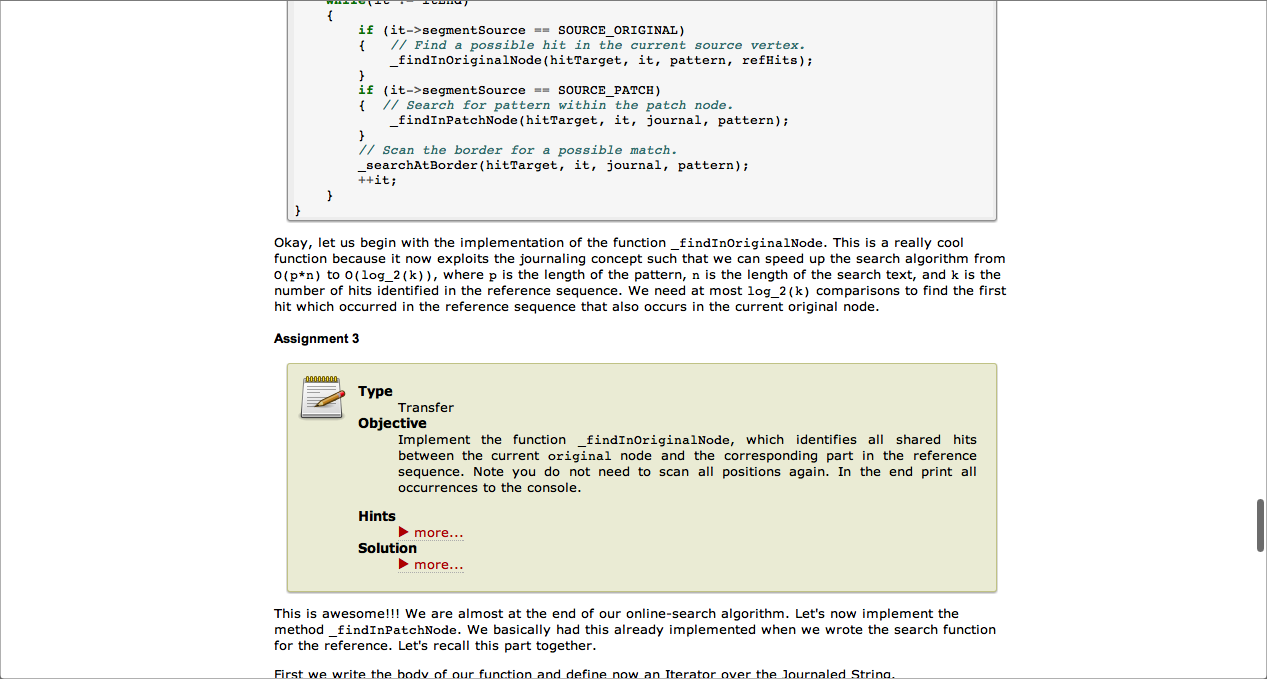 {
if (it->segmentSource == SOURCE_ORIGINAL)
{   // Find a possible hit in the current source vertex.
_findInOriginalNode(hitTarget, it, pattern, refHits);
}
if (it->segmentSource == SOURCE_PATCH)
{  // Search for pattern within the patch node.
_findInPatchNode(hitTarget, it, journal, pattern);
}
// Scan the border for a possible match.
_searchAtBorder(hitTarget, it, journal, pattern);
++it;
}
}
Okay, let us begin with the implementation of the function _findInOriginalNode. This is a really cool
function because it now exploits the journaling concept such that we can speed up the search algorithm from
O(p*n) to O(log_2(k)), where p is the length of the pattern, n is the length of the search text, and k is the
number of hits identified in the reference sequence. We need at most log_2(k) comparisons to find the first
hit which occurred in the reference sequence that also occurs in the current original node.
Assignment 3
Type
Transfer
Objective
Implement the function _findInOriginalNode, which identifies all shared hits
between the current original node and the corresponding part in the reference
sequence. Note you do not need to scan all positions again. In the end print all
occurrences to the console.
Hints
more...
Solution
more...
This is awesome!!! We are almost at the end of our online-search algorithm. Let's now implement the
method _findInPatchNode. We basically had this already implemented when we wrote the search function
for the reference. Let's recall this part together.
First we write the body of our function and define now an Iterator over the Journaled String.